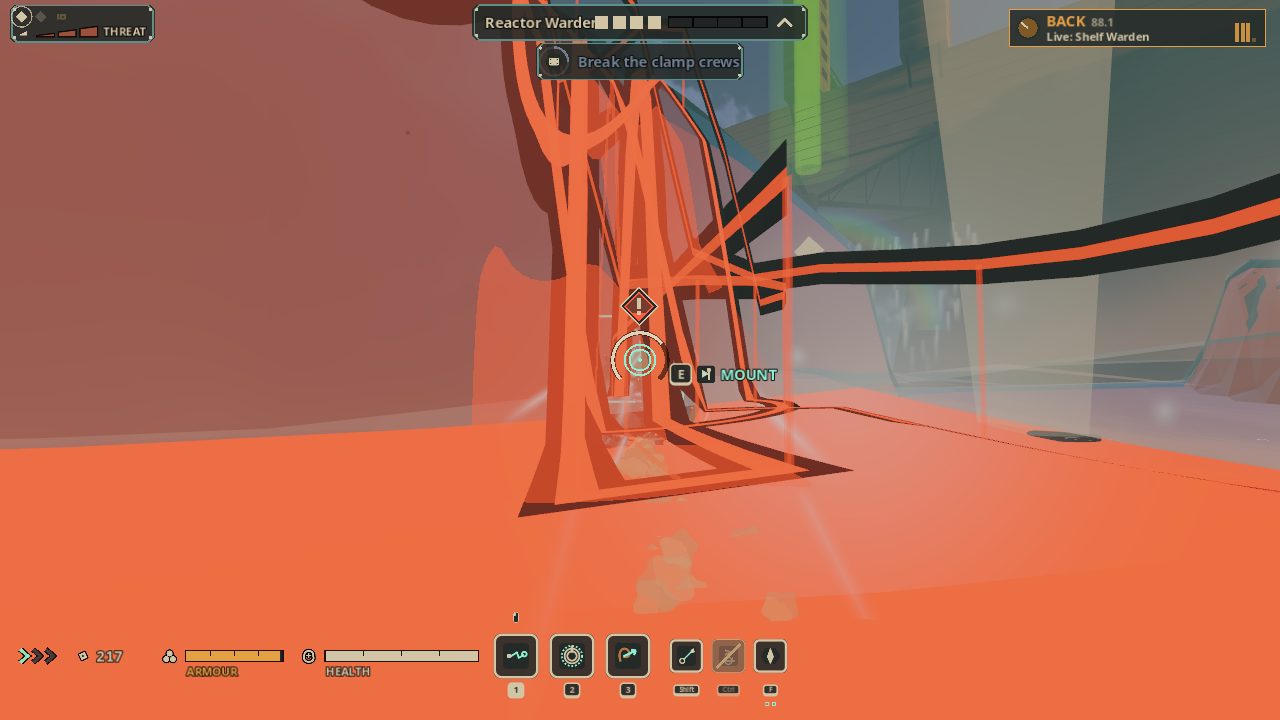 THREAT
Reactor Warden
Break the clamp crews
BACK 88.1
Live: Shelf Warden
E MOUNT
217
ARMOUR
HEALTH
1 2 3 Shift Ctrl F